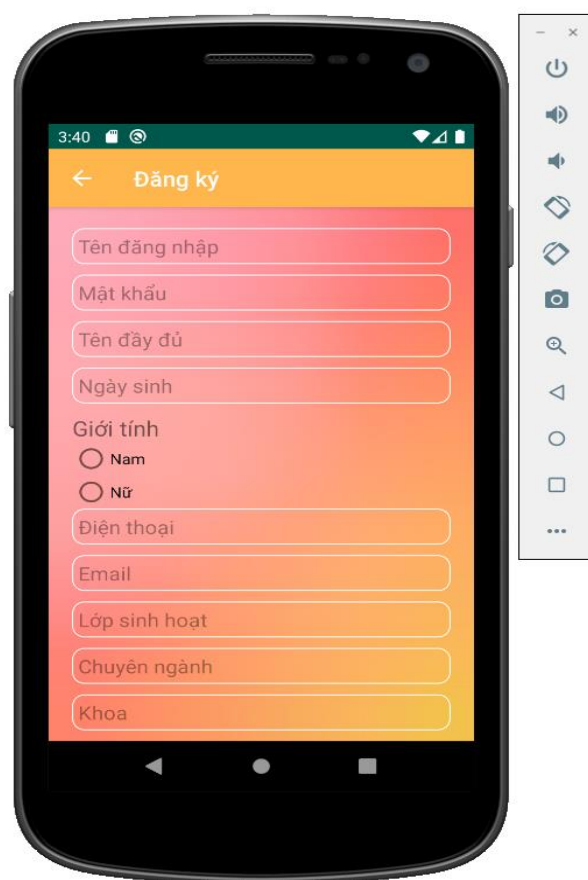 3:40
Đăng ký
Tên đăng nhập
Mật khẩu
Tên đầy đủ
Ngày sinh
Giới tính
Nam
Nữ
Điện thoại
Email
Lớp sinh hoạt
Chuyên ngành
Khoa